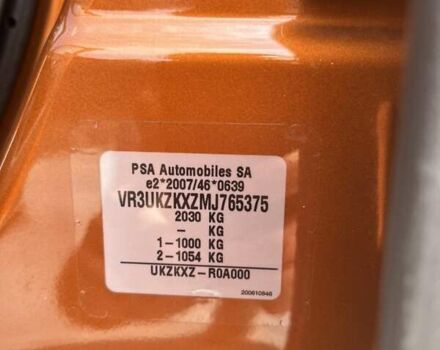 PSA Automobiles SA
e2*2007/46*0639
VR3UKZKXZMJ765375
2030 KG
– KG
1–1000 KG
2–1054 KG
UKZKXZ–R0A000
200610846